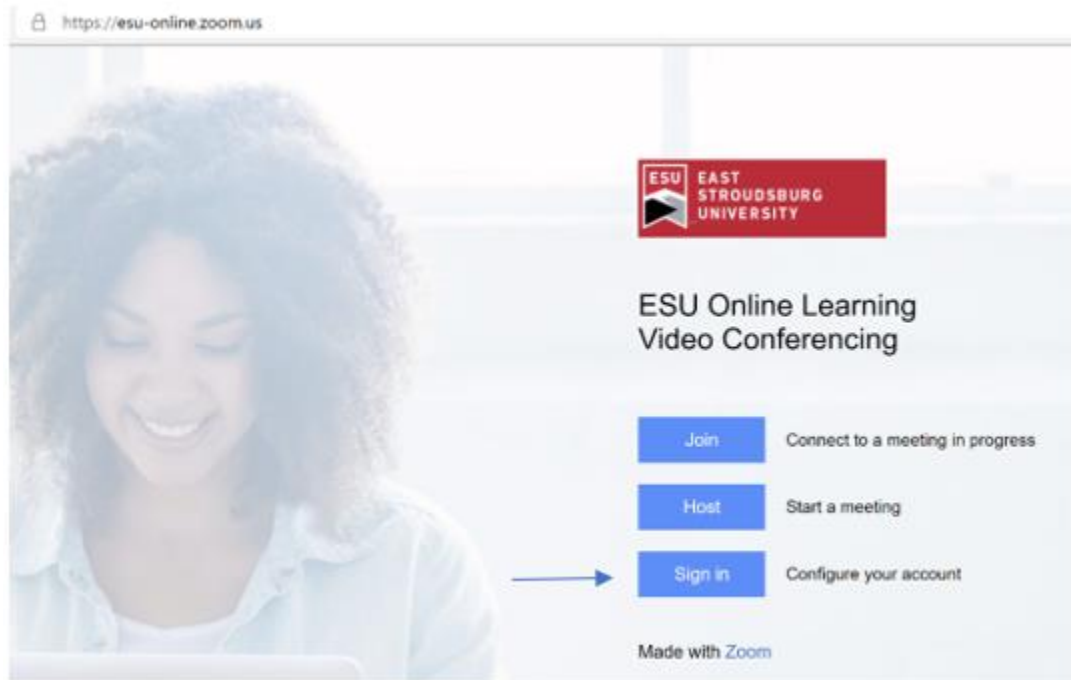 https://esu-online.zoom.us
ESU
EAST
STROUDSBURG
UNIVERSITY
ESU Online Learning
Video Conferencing
Join Connect to a meeting in progress
Host Start a meeting
Sign in Configure your account
Made with Zoom